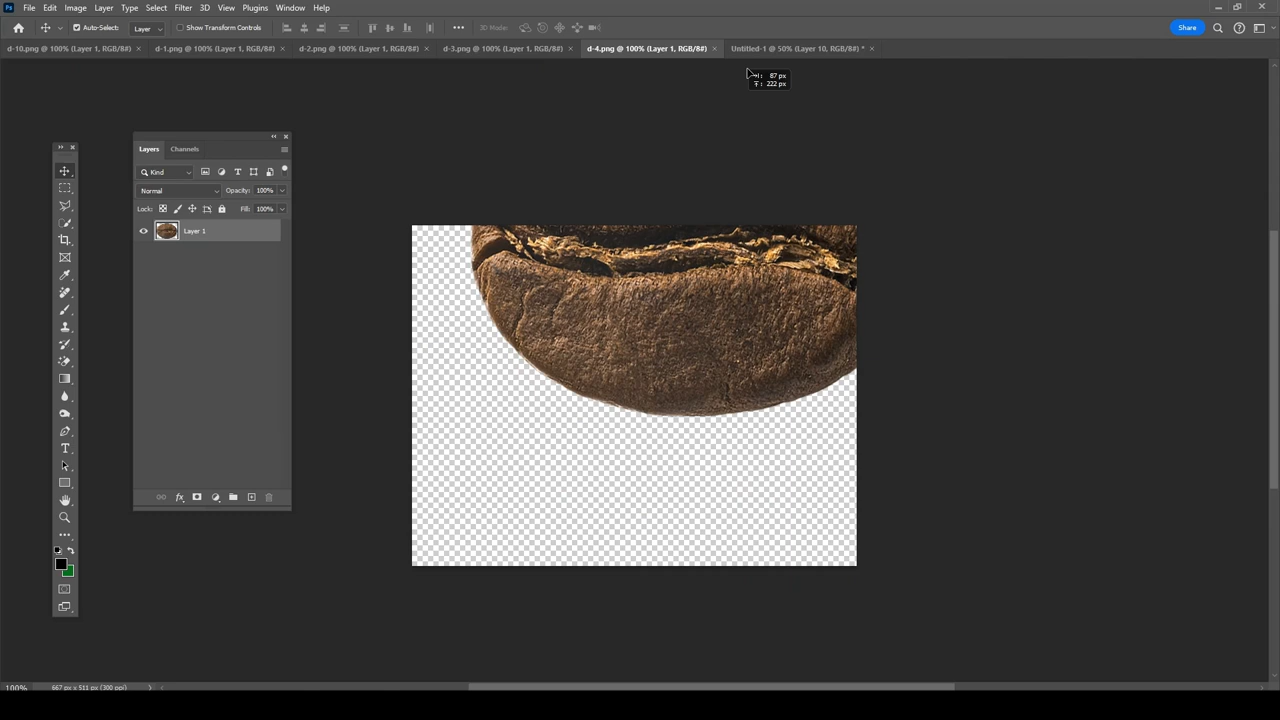 Ps File Edit Image Layer Type Select Filter 3D View Plugins Window Help
Auto-Select: Layer Show Transform Controls 3D Mode: Share
d-10.png @ 100% (Layer 1, RGB/8#) × d-1.png @ 100% (Layer 1, RGB/8#) × d-2.png @ 100% (Layer 1, RGB/8#) × d-3.png @ 100% (Layer 1, RGB/8#) × d-4.png @ 100% (Layer 1, RGB/8#) × Untitled-1 @ 50% (Layer 10, RGB/8#) * ×
87 px
222 px
Layers Channels
Kind
Normal Opacity: 100%
Lock: Fill: 100%
Layer 1
100% 667 px x 511 px (300 ppi)